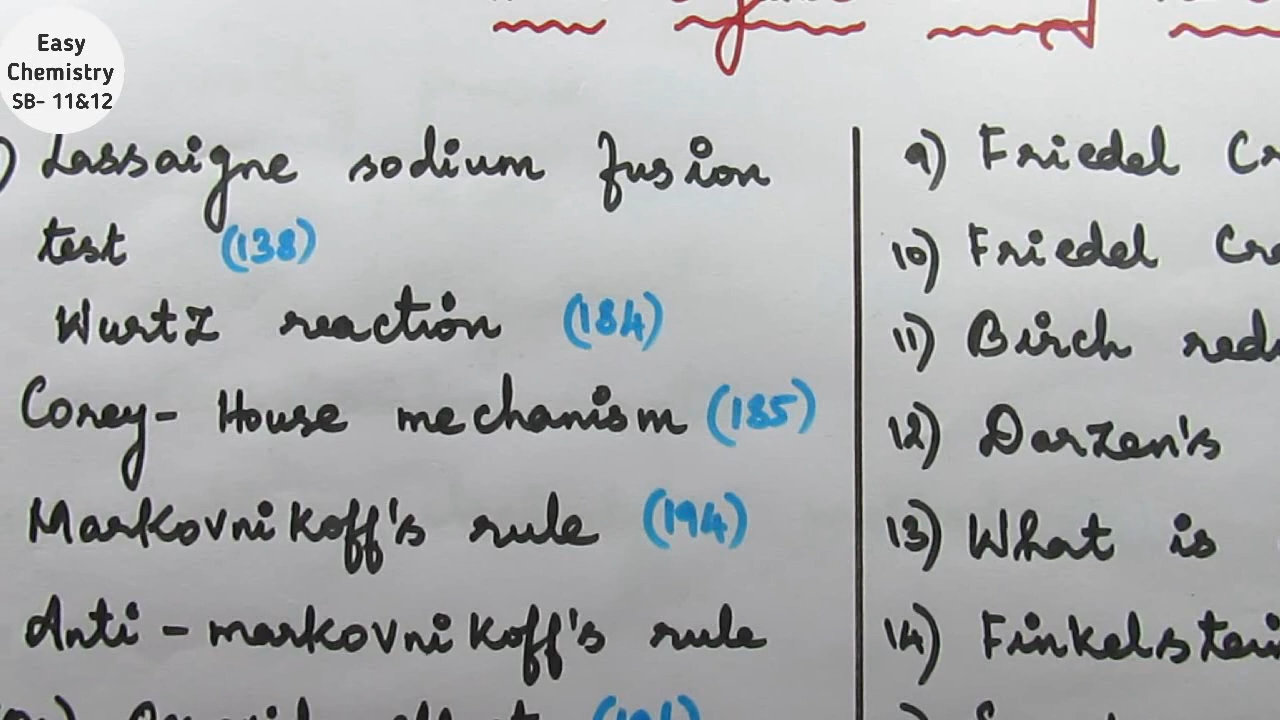 Easy
Chemistry
SB- 11&12
) Lassaigne sodium fusion
test (138)
Wurtz reaction (184)
Corey- House mechanism (185)
Markovnikoff's rule (194)
Anti - markovnikoff's rule
effect
9) Friedel
10) Friedel
11) Birch
12) Darzen's
13) What is
14) Finkelstein